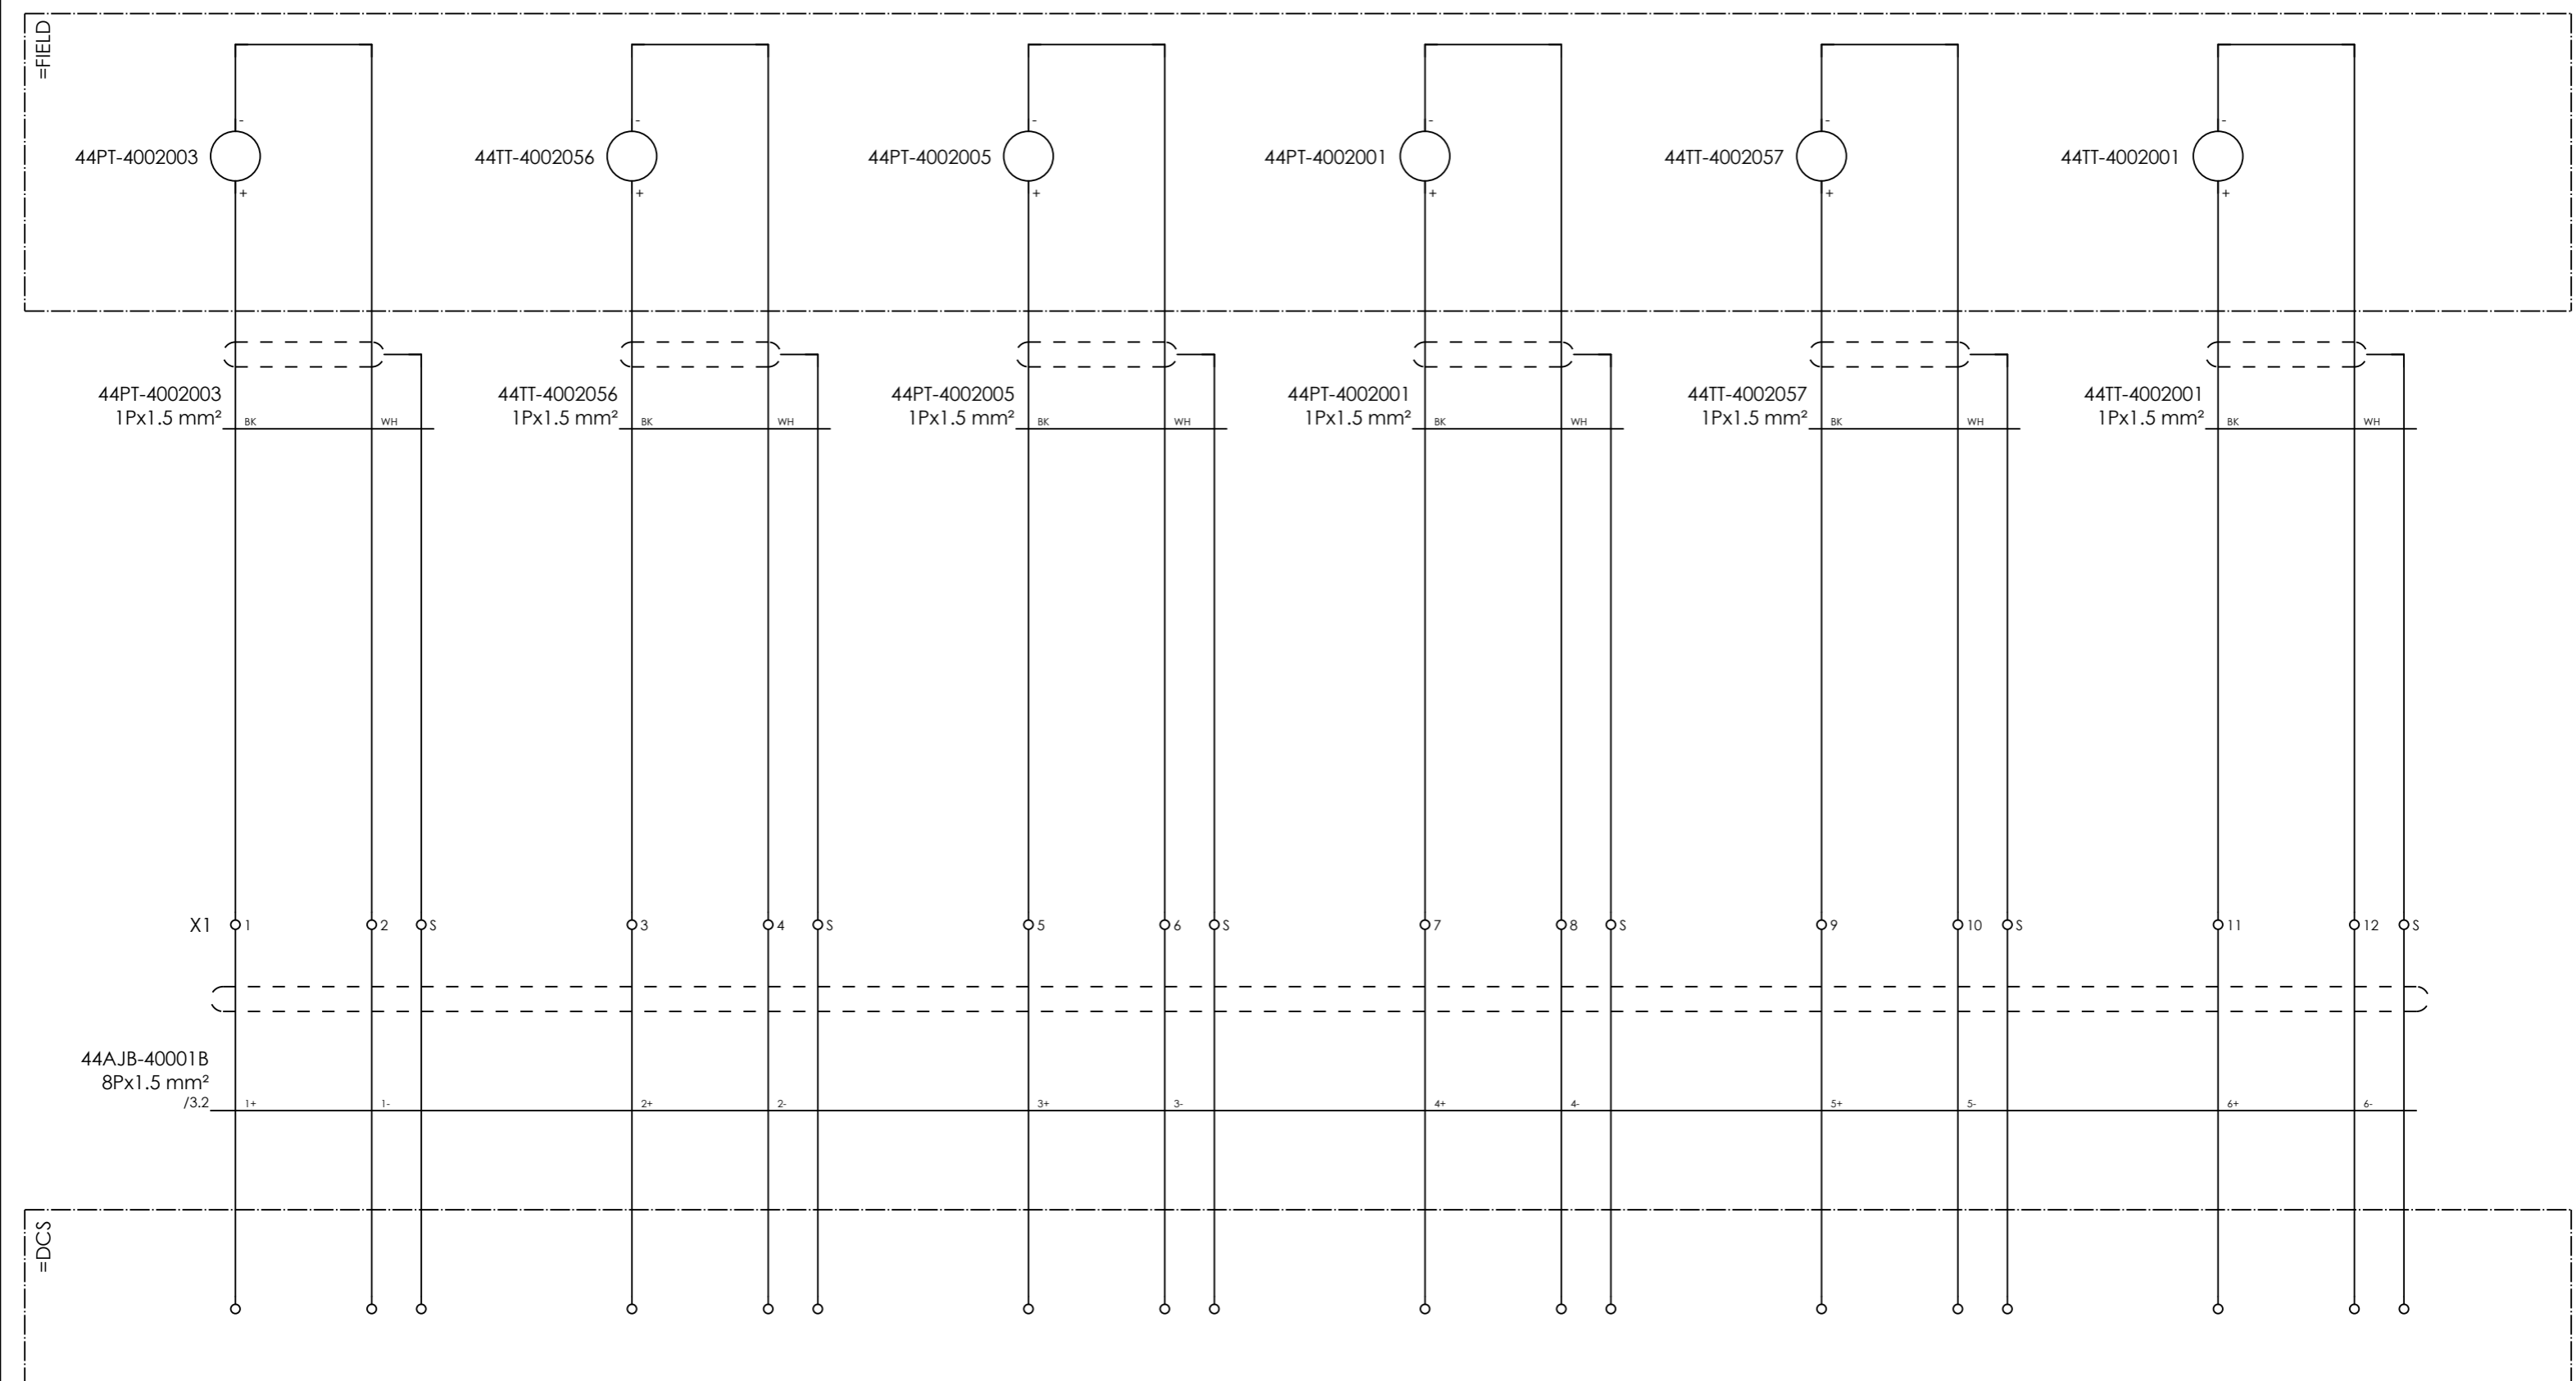 =FIELD
- - - - - -
44PT-4002003 44TT-4002056 44PT-4002005 44PT-4002001 44TT-4002057 44TT-4002001
+ + + + + +
44PT-4002003 44TT-4002056 44PT-4002005 44PT-4002001 44TT-4002057 44TT-4002001
1Px1.5 mm² BK WH 1Px1.5 mm² BK WH 1Px1.5 mm² BK WH 1Px1.5 mm² BK WH 1Px1.5 mm² BK WH 1Px1.5 mm² BK WH
X1 1 2 S 3 4 S 5 6 S 7 8 S 9 10 S 11 12 S
44AJB-40001B
8Px1.5 mm²
/3.2 1+ 1- 2+ 2- 3+ 3- 4+ 4- 5+ 5- 6+ 6-
=DCS